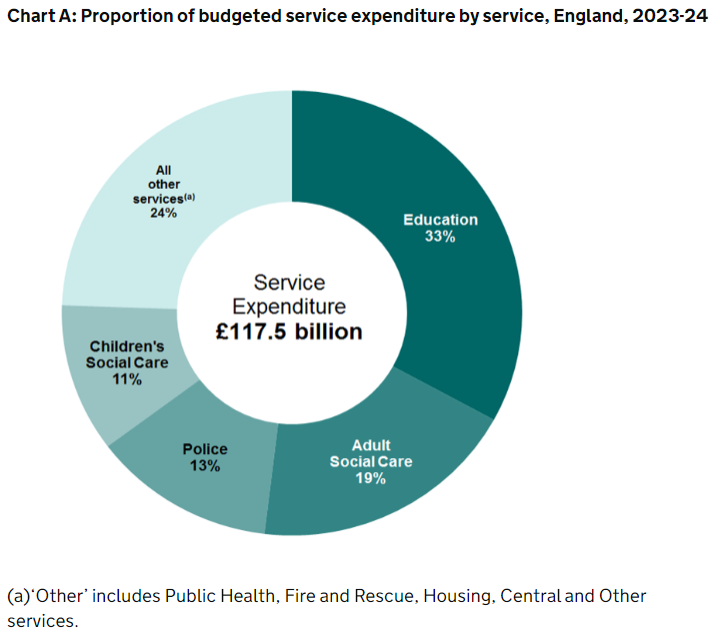 Chart A: Proportion of budgeted service expenditure by service, England, 2023-24
All
other
services(a)
24%
Education
33%
Service
Expenditure
£117.5 billion
Children's
Social Care
11%
Police
13%
Adult
Social Care
19%
(a)‘Other’ includes Public Health, Fire and Rescue, Housing, Central and Other
services.